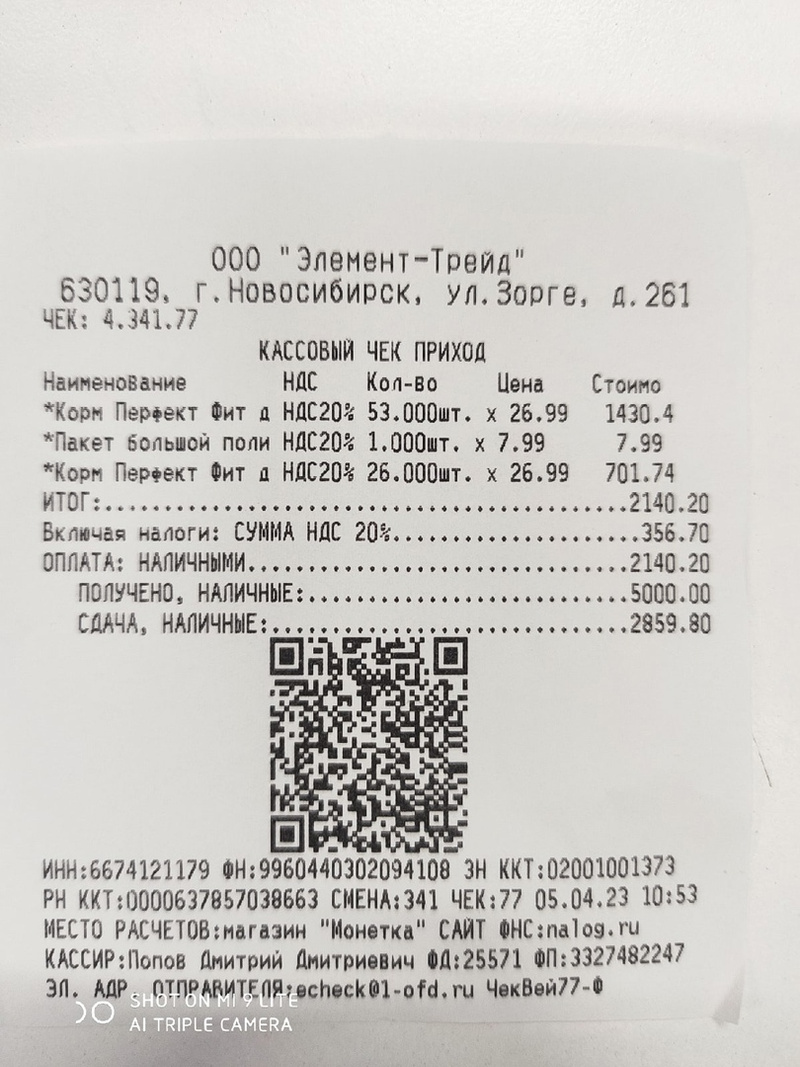 ООО "Элемент-Трейд"
630119, г.Новосибирск, ул.Зорге, д.261
ЧЕК: 4.341.77
КАССОВЫЙ ЧЕК ПРИХОД
Наименование НДС Кол-во Цена Стоимо
*Корм Перфект Фит д НДС20% 53.000шт. х 26.99 1430.4
*Пакет большой поли НДС20% 1.000шт. х 7.99 7.99
*Корм Перфект Фит д НДС20% 26.000шт. х 26.99 701.74
ИТОГ:............................................2140.20
Включая налоги: СУММА НДС 20%.....................356.70
ОПЛАТА: НАЛИЧНЫМИ................................2140.20
ПОЛУЧЕНО, НАЛИЧНЫЕ:...........................5000.00
СДАЧА, НАЛИЧНЫЕ:..............................2859.80
ИНН:6674121179 ФН:9960440302094108 ЗН ККТ:02001001373
РН ККТ:0000637857038663 СМЕНА:341 ЧЕК:77 05.04.23 10:53
МЕСТО РАСЧЕТОВ:магазин "Монетка" САЙТ ФНС:nalog.ru
КАССИР:Попов Дмитрий Дмитриевич ФД:25571 ФП:3327482247
ЭЛ. АДР. ОТПРАВИТЕЛЯ:echeck@1-ofd.ru ЧекВей77-Ф
SHOT ON MI 9 LITE
AI TRIPLE CAMERA